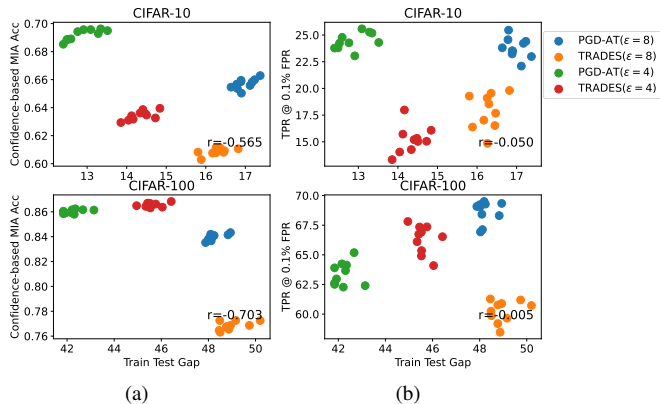 CIFAR-10
Confidence-based MIA Acc
0.70
0.68
0.66
0.64
0.62
0.60
r=-0.565
13 14 15 16 17
CIFAR-10
TPR @ 0.1% FPR
25.0
22.5
20.0
17.5
15.0
r=-0.050
13 14 15 16 17
PGD-AT(ε = 8)
TRADES(ε = 8)
PGD-AT(ε = 4)
TRADES(ε = 4)
CIFAR-100
Confidence-based MIA Acc
0.86
0.84
0.82
0.80
0.78
0.76
r=-0.703
42 44 46 48 50
Train Test Gap
CIFAR-100
TPR @ 0.1% FPR
70.0
67.5
65.0
62.5
60.0
r=-0.005
42 44 46 48 50
Train Test Gap
(a)
(b)